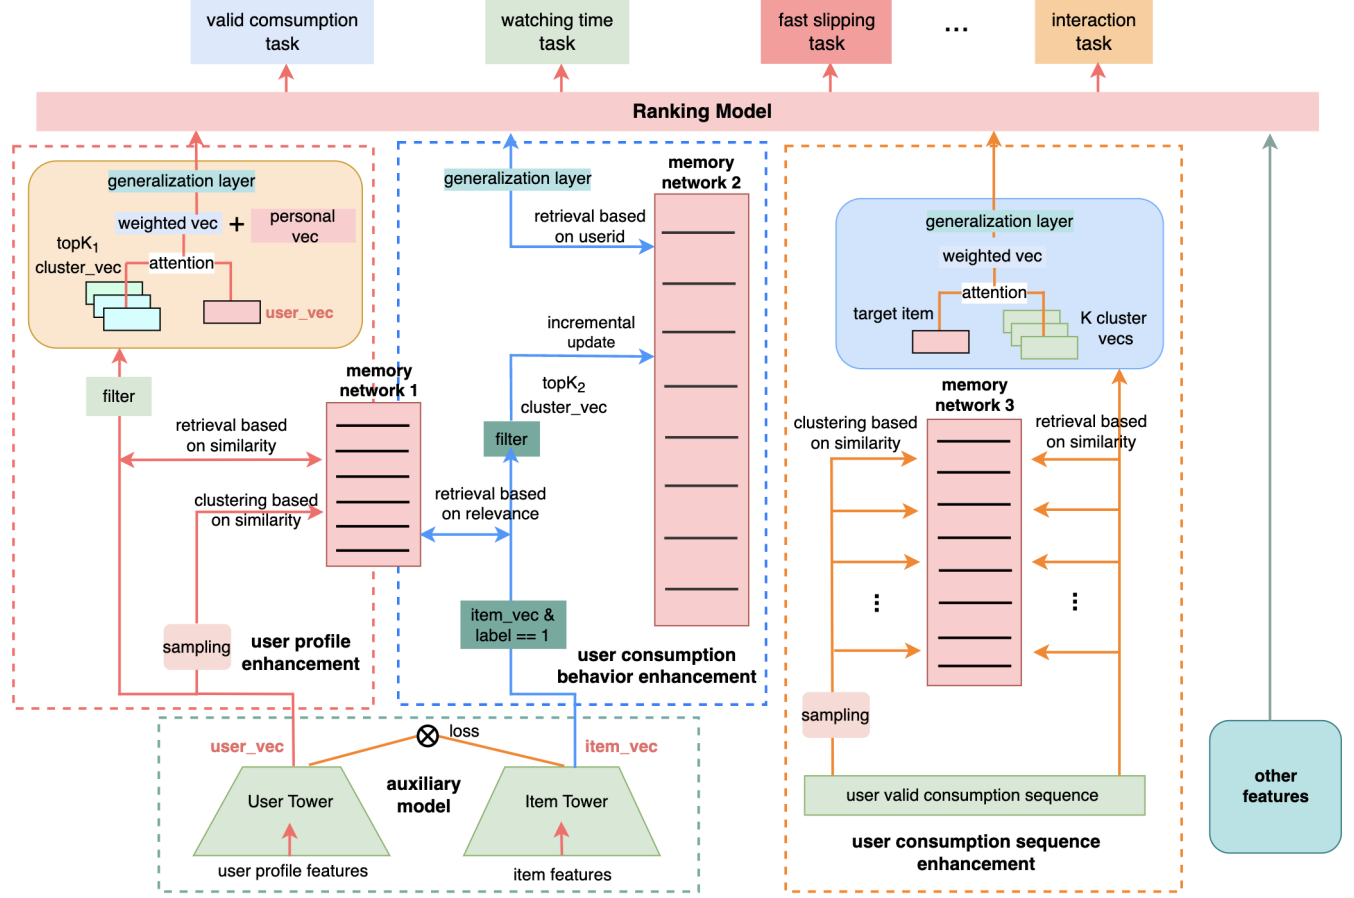 valid comsumption
task
watching time
task
fast slipping
task
...
interaction
task
Ranking Model
generalization layer
weighted vec
+
personal
vec
topK1
cluster_vec
attention
user_vec
filter
retrieval based
on similarity
clustering based
on similarity
memory
network 1
sampling
user profile
enhancement
generalization layer
memory
network 2
retrieval based
on userid
incremental
update
topK2
cluster_vec
filter
retrieval based
on relevance
item_vec &
label == 1
user consumption
behavior enhancement
generalization layer
weighted vec
attention
target item
K cluster
vecs
memory
network 3
clustering based
on similarity
retrieval based
on similarity
...
...
sampling
user valid consumption sequence
user consumption sequence
enhancement
user_vec
loss
item_vec
auxiliary
model
User Tower
Item Tower
user profile features
item features
other
features